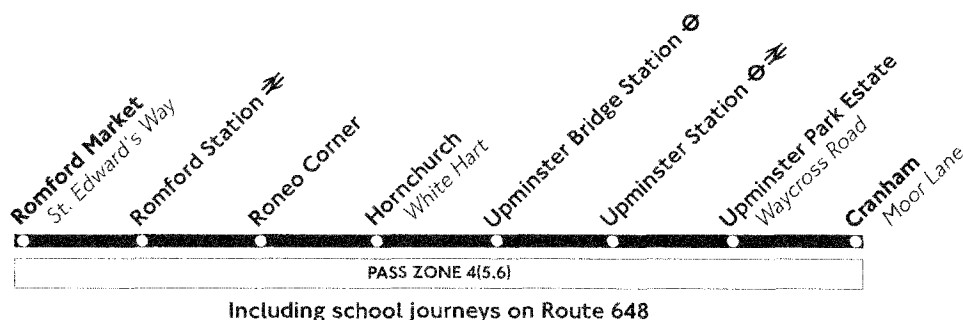 Romford Market
St. Edward's Way
Romford Station
Roneo Corner
Hornchurch
White Hart
Upminster Bridge Station
Upminster Station
Upminster Park Estate
Waycross Road
Cranham
Moor Lane
PASS ZONE 4(5.6)
Including school journeys on Route 648